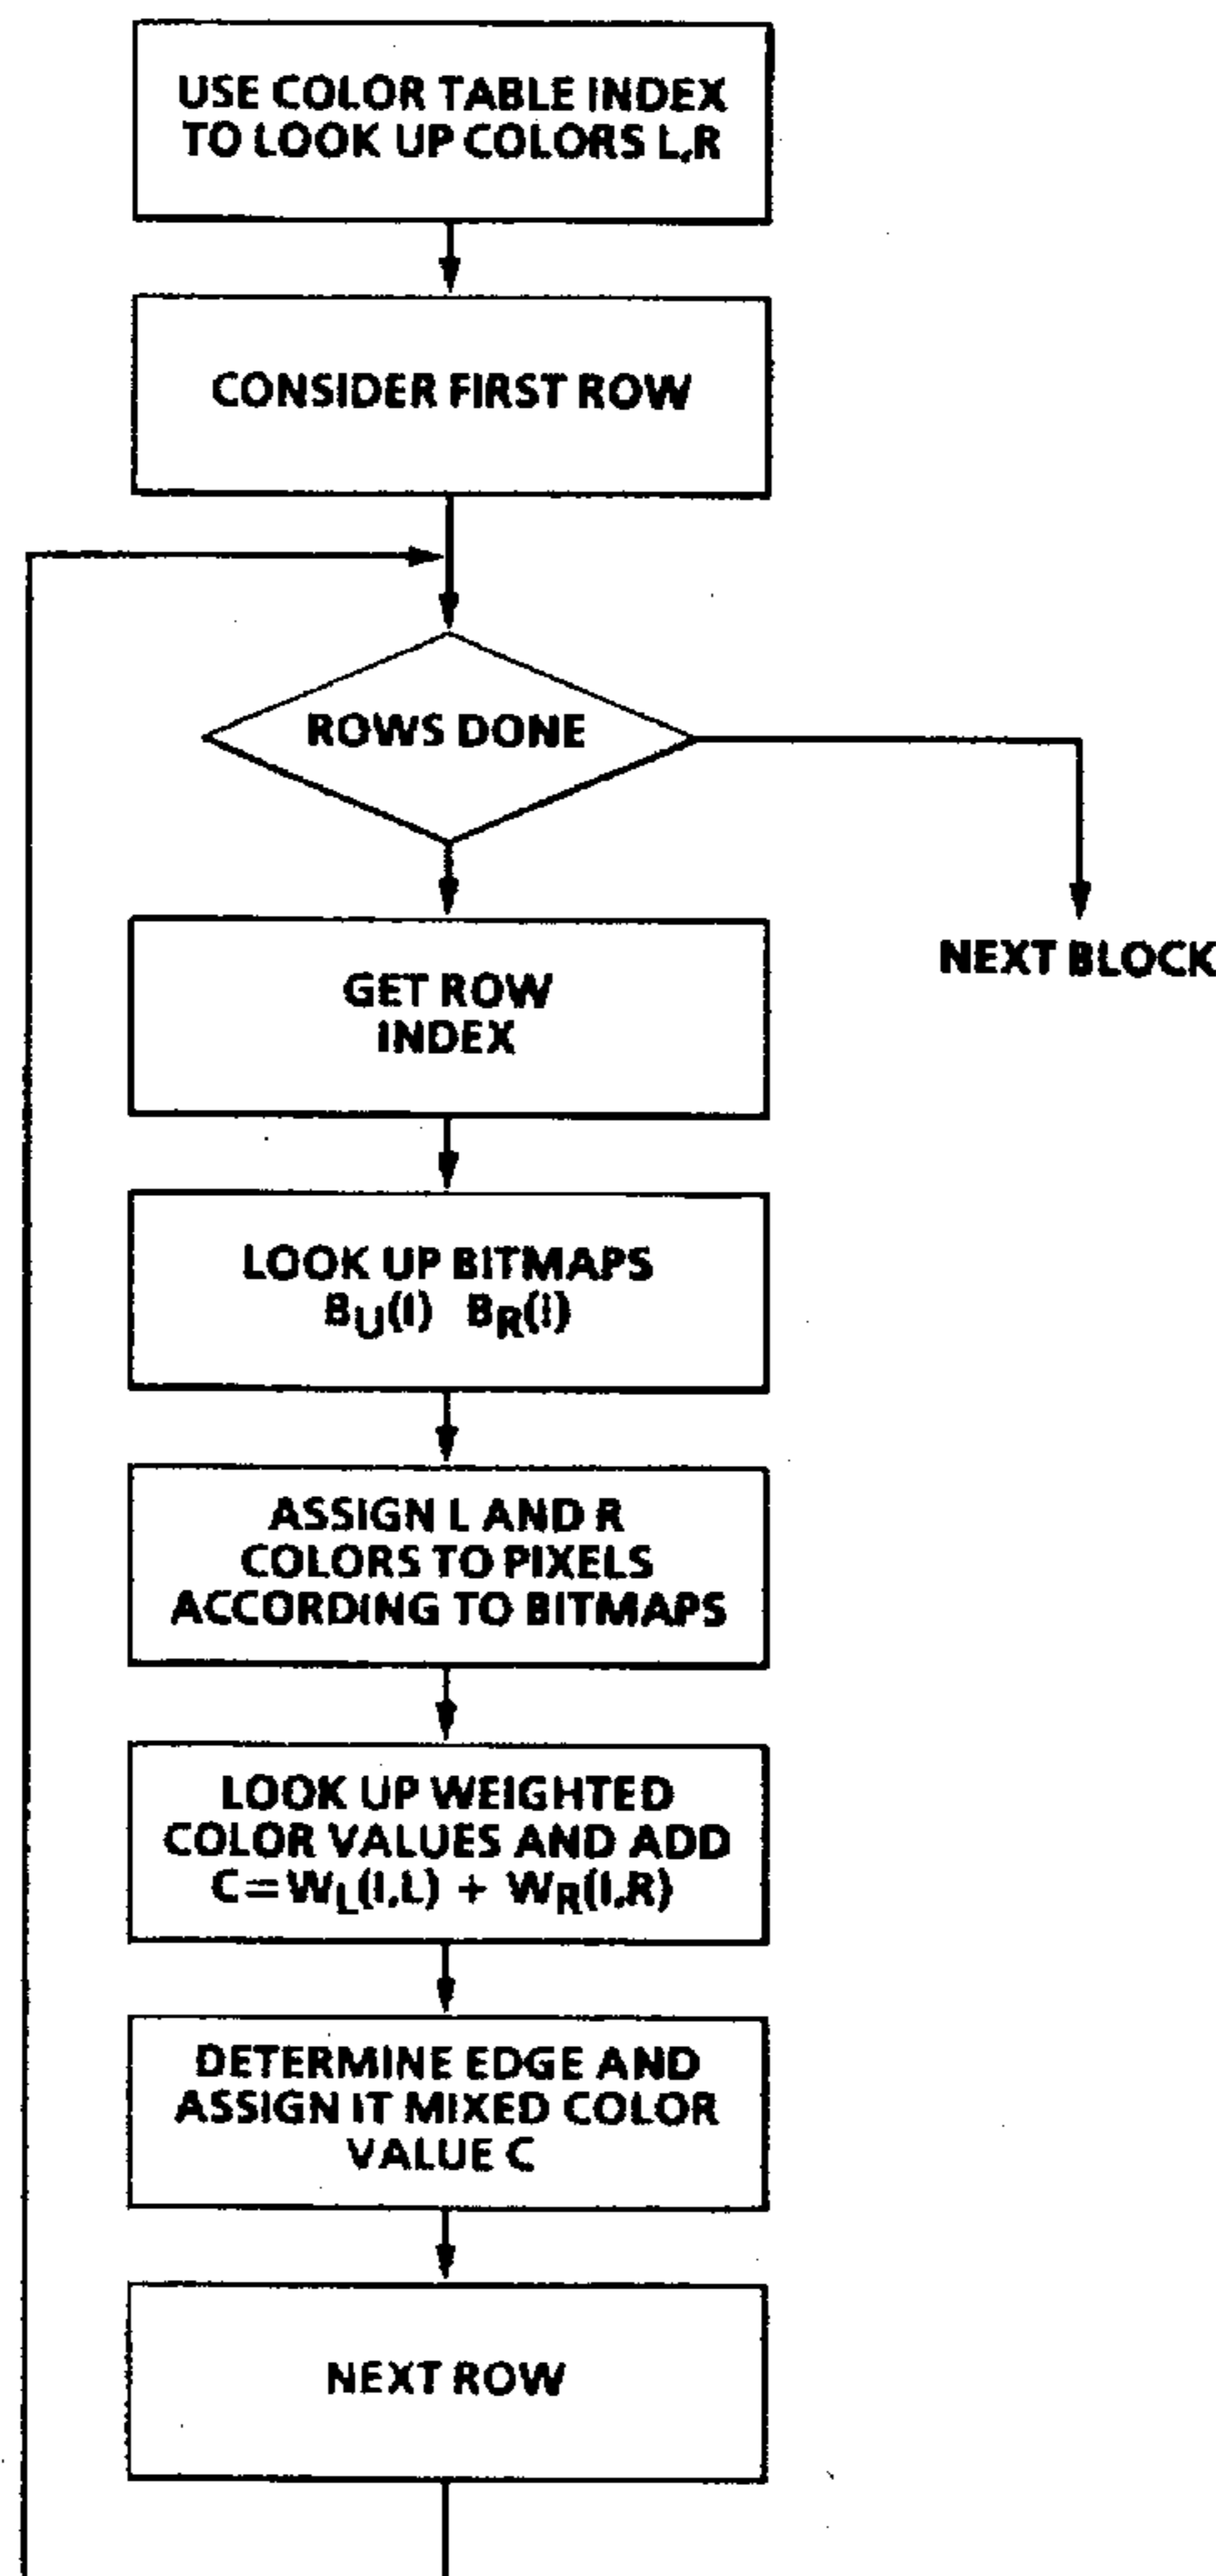 USE COLOR TABLE INDEX
TO LOOK UP COLORS L,R
CONSIDER FIRST ROW
ROWS DONE
NEXT BLOCK
GET ROW
INDEX
LOOK UP BITMAPS
BU(I) BR(I)
ASSIGN L AND R
COLORS TO PIXELS
ACCORDING TO BITMAPS
LOOK UP WEIGHTED
COLOR VALUES AND ADD
C=WL(I,L) + WR(I,R)
DETERMINE EDGE AND
ASSIGN IT MIXED COLOR
VALUE C
NEXT ROW